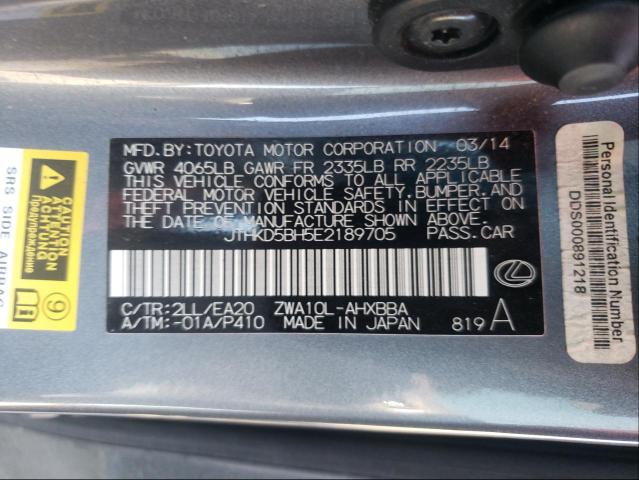 MFD. BY: TOYOTA MOTOR CORPORATION 03/14
GVWR 4065LB GAWR FR 2335LB RR 2235LB
THIS VEHICLE CONFORMS TO ALL APPLICABLE
FEDERAL MOTOR VEHICLE SAFETY, BUMPER, AND
THEFT PREVENTION STANDARDS IN EFFECT ON
THE DATE OF MANUFACTURE SHOWN ABOVE.
JTHKD5BH5E2189705 PASS.CAR
C/TR:2LL/EA20 ZWA10L-AHXBBA
A/TM:-01A/P410 MADE IN JAPAN 819 A
Personal Identification Number
DDS000891218
SRS SIDE AIRBAG
Предупреждение
9